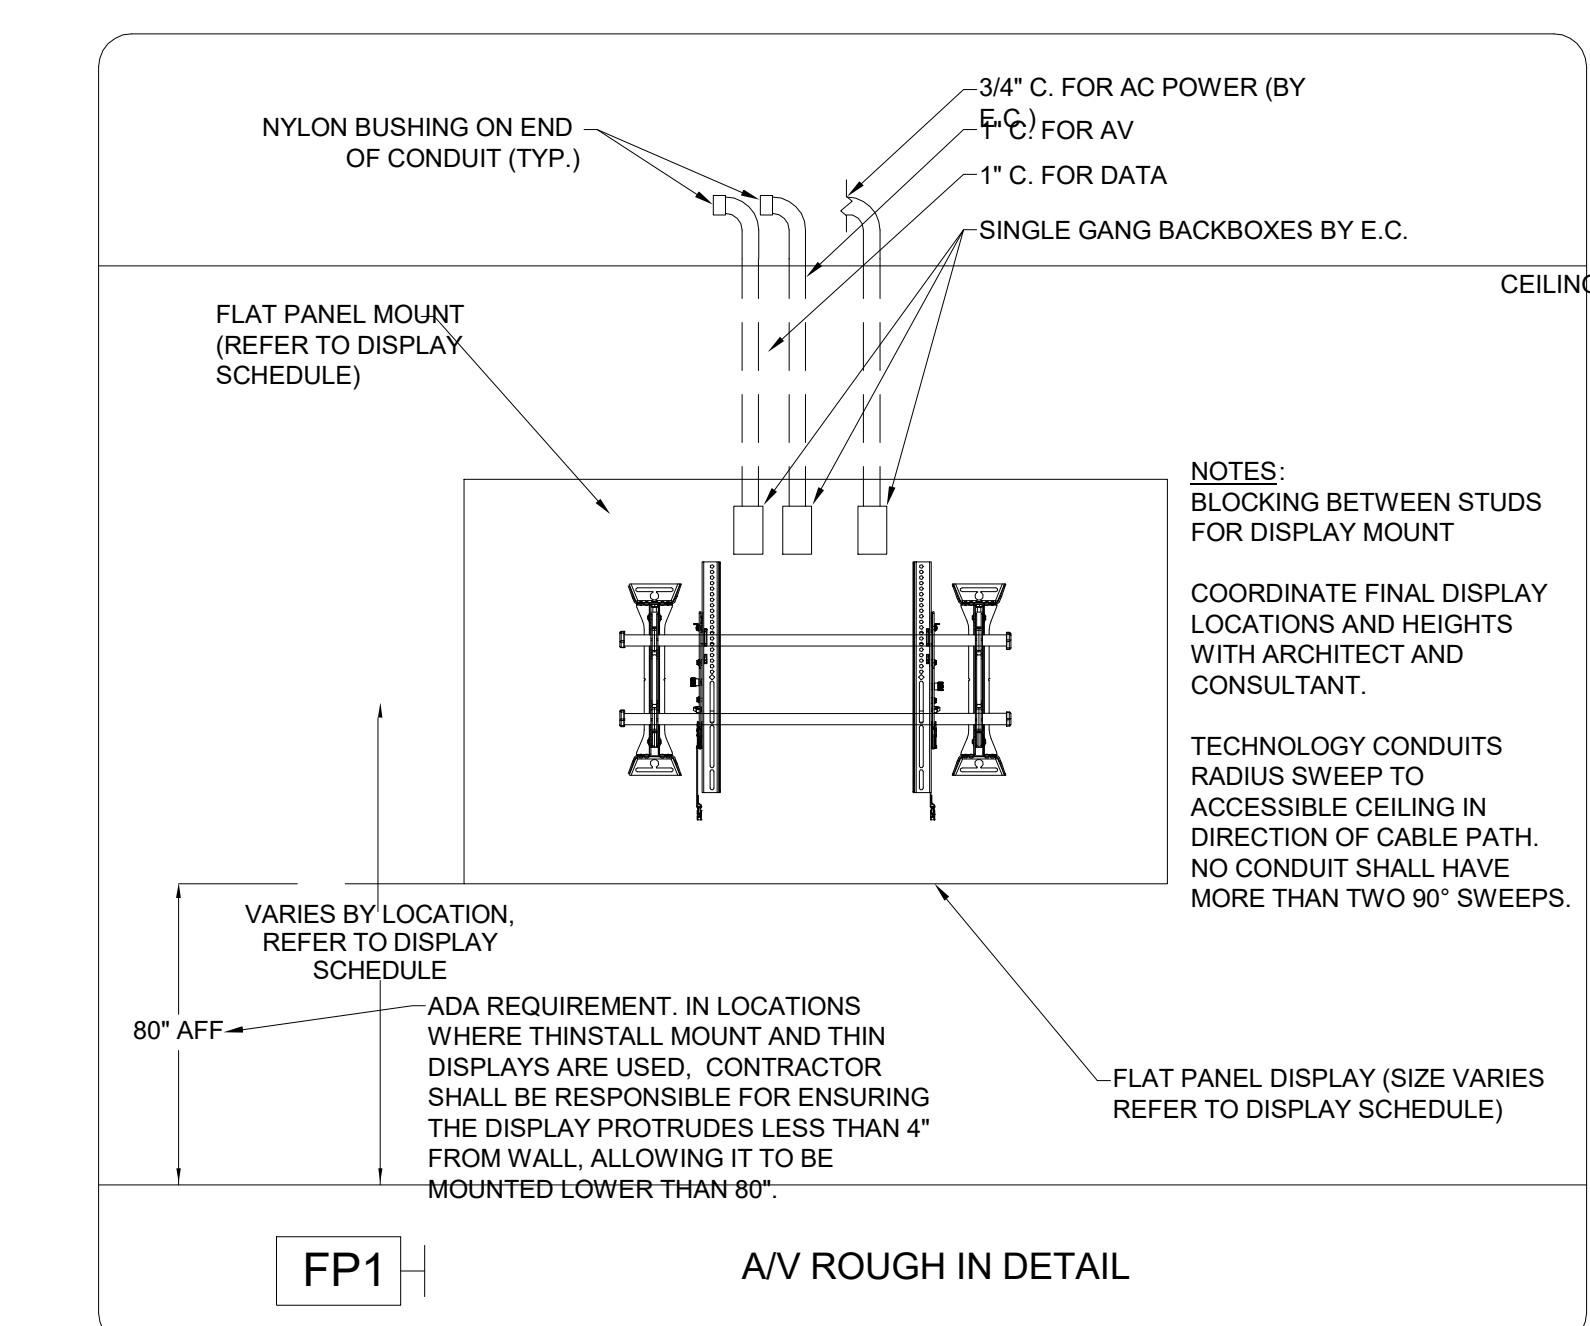 3/4" C. FOR AC POWER (BY
E.C.)
1" C. FOR AV
1" C. FOR DATA
SINGLE GANG BACKBOXES BY E.C.
NYLON BUSHING ON END
OF CONDUIT (TYP.)
CEILING
FLAT PANEL MOUNT
(REFER TO DISPLAY
SCHEDULE)
NOTES:
BLOCKING BETWEEN STUDS
FOR DISPLAY MOUNT
COORDINATE FINAL DISPLAY
LOCATIONS AND HEIGHTS
WITH ARCHITECT AND
CONSULTANT.
TECHNOLOGY CONDUITS
RADIUS SWEEP TO
ACCESSIBLE CEILING IN
DIRECTION OF CABLE PATH.
NO CONDUIT SHALL HAVE
MORE THAN TWO 90° SWEEPS.
VARIES BY LOCATION,
REFER TO DISPLAY
SCHEDULE
80" AFF
ADA REQUIREMENT. IN LOCATIONS
WHERE THINSTALL MOUNT AND THIN
DISPLAYS ARE USED, CONTRACTOR
SHALL BE RESPONSIBLE FOR ENSURING
THE DISPLAY PROTRUDES LESS THAN 4"
FROM WALL, ALLOWING IT TO BE
MOUNTED LOWER THAN 80".
FLAT PANEL DISPLAY (SIZE VARIES
REFER TO DISPLAY SCHEDULE)
FP1
A/V ROUGH IN DETAIL